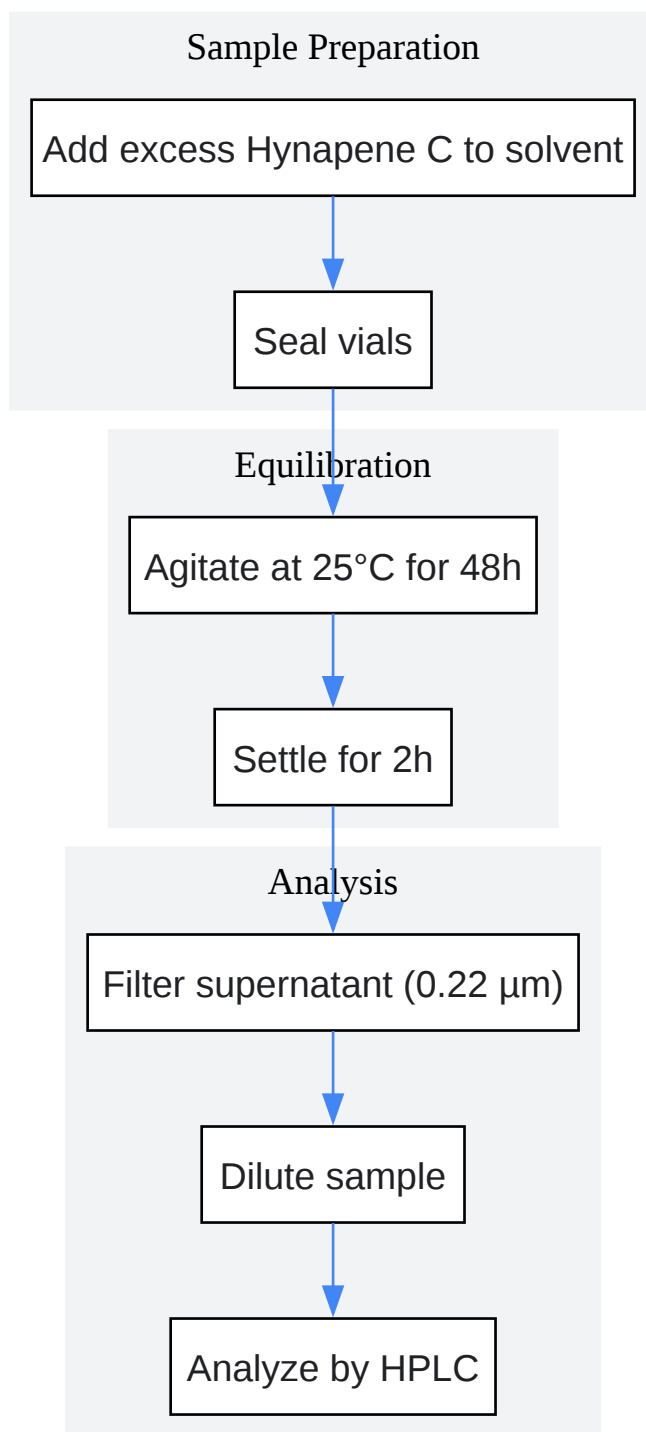 Sample Preparation
Add excess Hynapene C to solvent
Seal vials
Equilibration
Agitate at 25°C for 48h
Settle for 2h
Analysis
Filter supernatant (0.22 µm)
Dilute sample
Analyze by HPLC